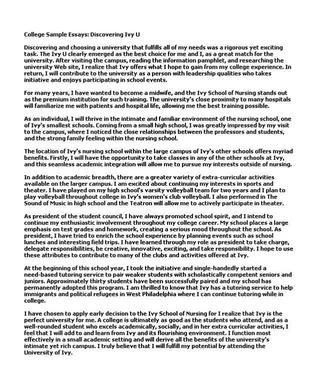 College Sample Essays: Discovering Ivy U
Discovering and choosing a university that fulfills all of my needs was a rigorous yet exciting
task. The Ivy U clearly emerged as the best choice for me and I, as a great match for the
university. After visiting the campus, reading the information pamphlet, and researching the
university Web site, I realize that Ivy offers what I hope to gain from my college experience. In
return, I will contribute to the university as a person with leadership qualities who takes
initiative and enjoys participating in school events.
For many years, I have wanted to become a midwife, and the Ivy School of Nursing stands out
as the premium institution for such training. The university's close proximity to many hospitals
will familiarize me with patients and hospital life, allowing me the best training possible.
As an individual, I will thrive in the intimate and familiar environment of the nursing school, one
of Ivy's smallest schools. Coming from a small high school, I was greatly impressed by my visit
to the campus, where I noticed the close relationships between the professors and students,
and the strong family feeling within the nursing school.
The location of Ivy's nursing school within the large campus of Ivy's other schools offers myriad
benefits. Firstly, I will have the opportunity to take classes in any of the other schools at Ivy,
and this seamless academic integration will allow me to pursue my interests outside of nursing.
In addition to academic breadth, there are a greater variety of extra-curricular activities
available on the larger campus. I am excited about continuing my interests in sports and
theater. I have played on my high school's varsity volleyball team for two years and I plan to
play volleyball throughout college in Ivy's women's club volleyball. I also performed in The
Sound of Music in high school and the Teatron will allow me to actively participate in theater.
As president of the student council, I have always promoted school spirit, and I intend to
continue my enthusiastic involvement throughout my college career. My school places a large
emphasis on test grades and homework, creating a serious mood throughout the school. As
president, I have tried to enrich the school experience by planning events such as school
lunches and interesting field trips. I have learned through my role as president to take charge,
delegate responsibilities, be creative, innovative, exciting, and take responsibility. I hope to use
these attributes to contribute to many of the clubs and activities offered at Ivy.
At the beginning of this school year, I took the initiative and single-handedly started a
need-based tutoring service to pair weaker students with scholastically competent seniors and
juniors. Approximately thirty students have been successfully paired and my school has
permanently adopted this program. I am thrilled to know that Ivy has a tutoring service to help
immigrants and political refugees in West Philadelphia where I can continue tutoring while in
college.
I have chosen to apply early decision to the Ivy School of Nursing for I realize that Ivy is the
perfect university for me. A college is ultimately as good as the students who attend, and as a
well-rounded student who excels academically, socially, and in her extra curricular activities, I
feel that I will add to and learn from Ivy and its flourishing environment. I function most
effectively in a small academic setting and will derive all the benefits of the university's
intimate yet rich campus. I truly believe that I will fulfill my potential by attending the
University of Ivy.